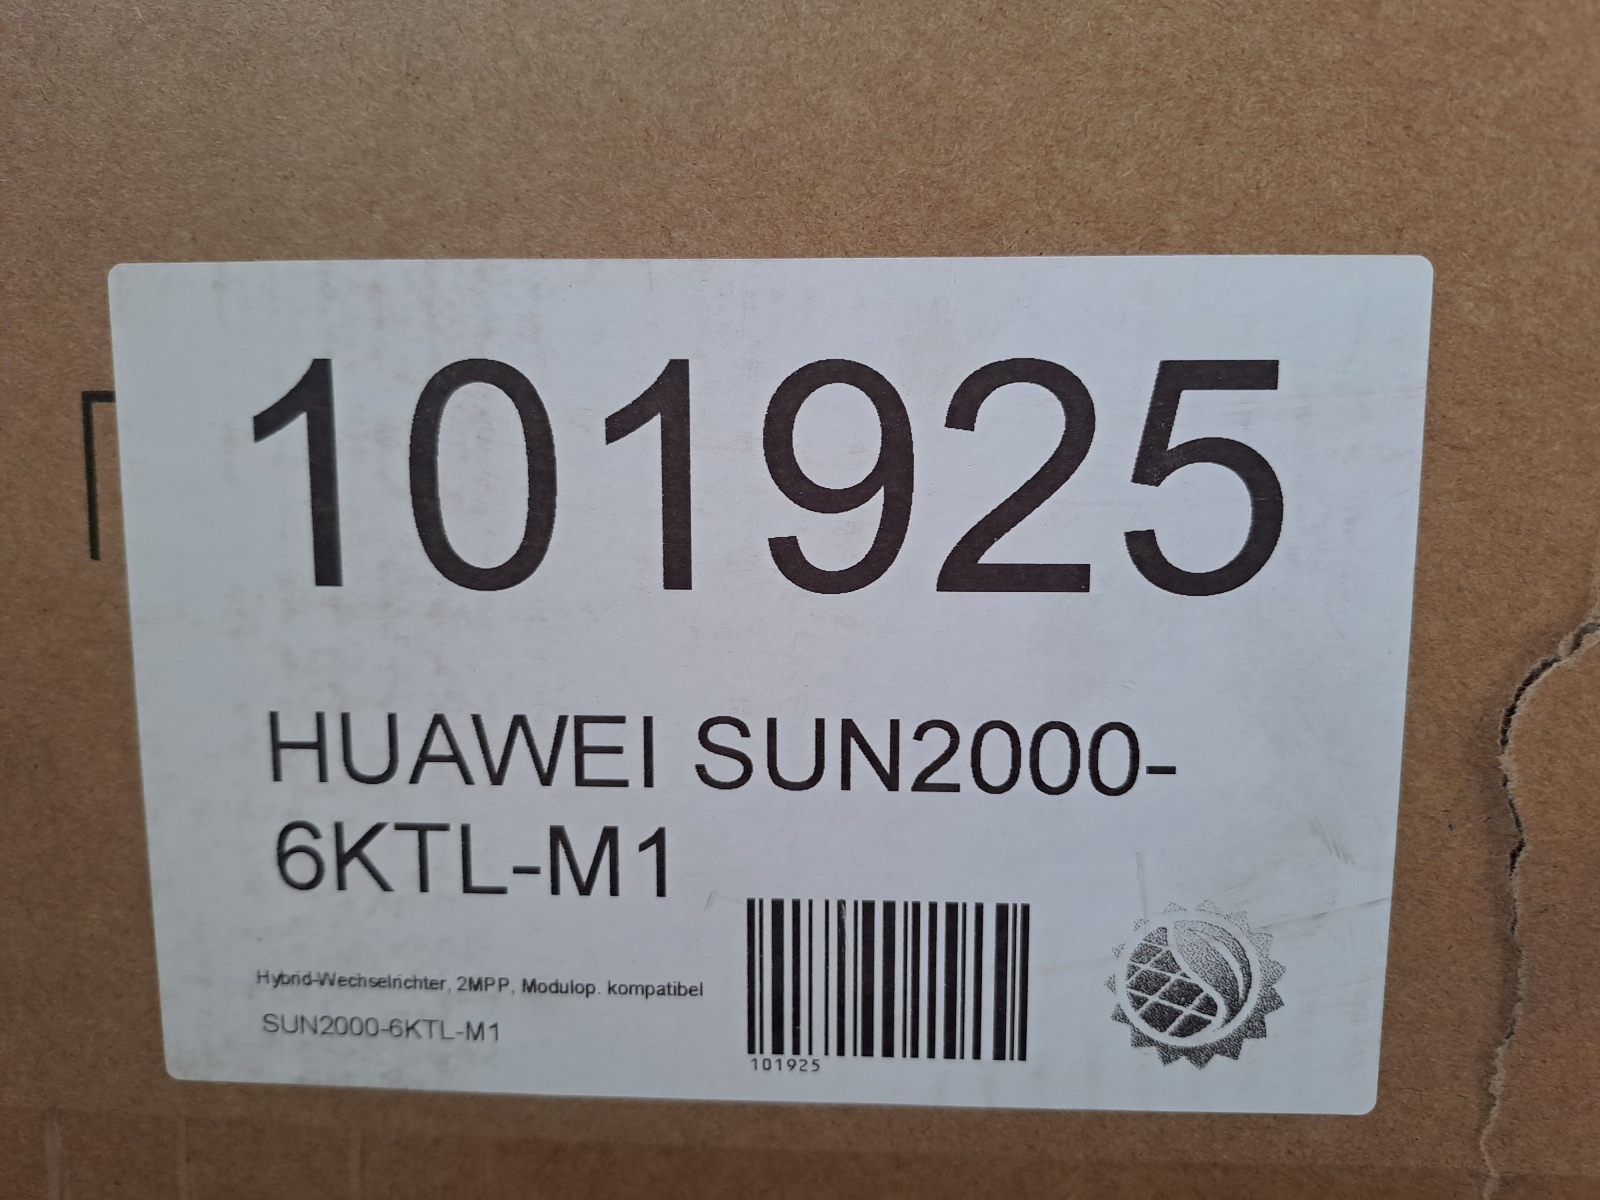 101925
HUAWEI SUN2000-
6KTL-M1
Hybrid-Wechselrichter, 2MPP, Modulop. kompatibel
SUN2000-6KTL-M1
101925